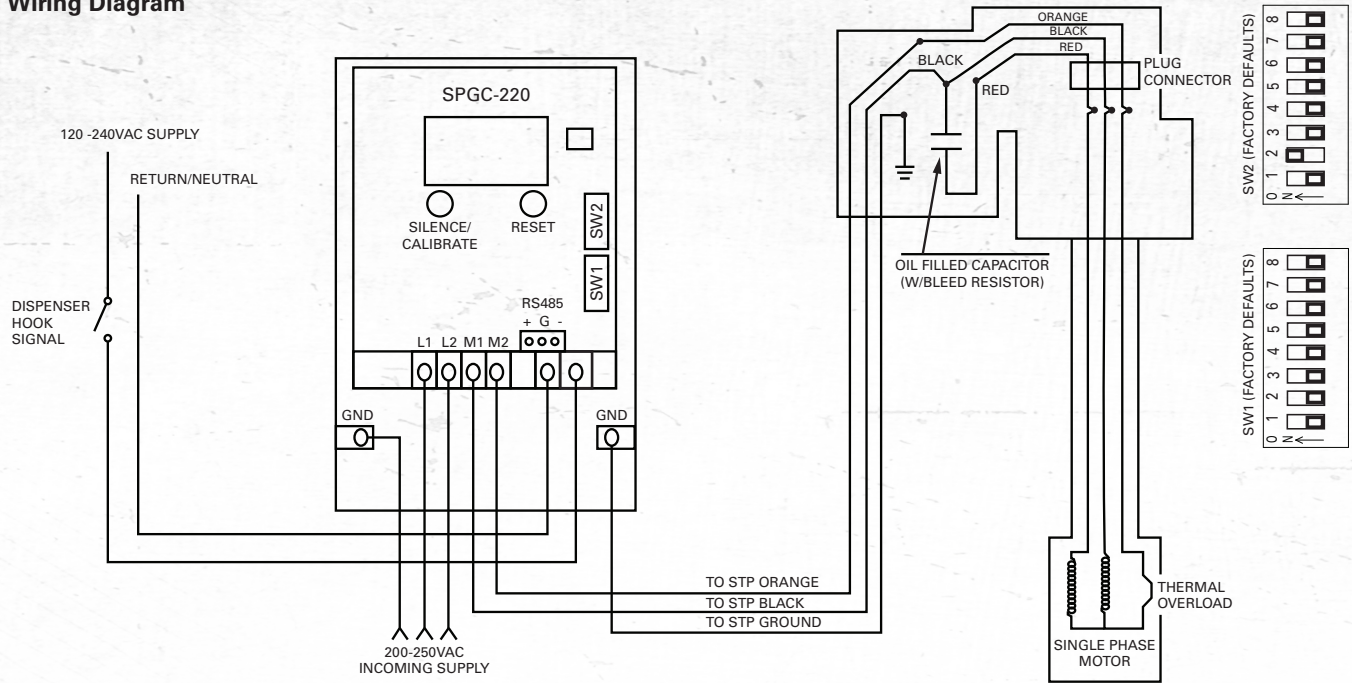 Wiring Diagram
120 -240VAC SUPPLY
RETURN/NEUTRAL
DISPENSER
HOOK
SIGNAL
SPGC-220
SILENCE/
CALIBRATE
RESET
SW2
SW1
RS485
+ G -
L1 L2 M1 M2
GND
GND
200-250VAC
INCOMING SUPPLY
TO STP ORANGE
TO STP BLACK
TO STP GROUND
ORANGE
BLACK
RED
BLACK
RED
PLUG
CONNECTOR
OIL FILLED CAPACITOR
(W/BLEED RESISTOR)
THERMAL
OVERLOAD
SINGLE PHASE
MOTOR
SW2 (FACTORY DEFAULTS)
O N
1 2 3 4 5 6 7 8
SW1 (FACTORY DEFAULTS)
O N
1 2 3 4 5 6 7 8